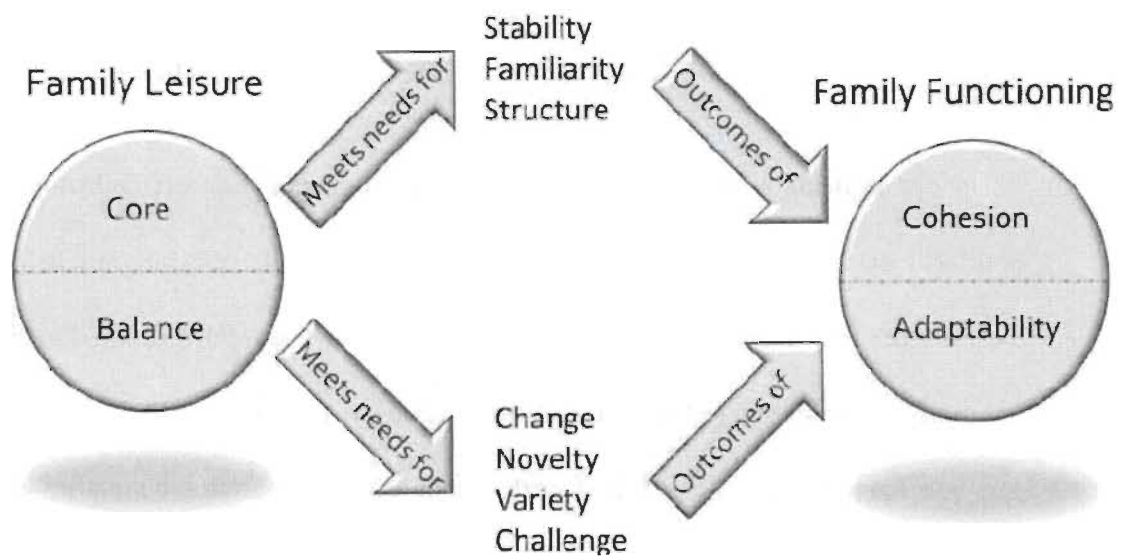 Family Leisure
Core
Balance
Meets needs for
Meets needs for
Stability
Familiarity
Structure
Change
Novelty
Variety
Challenge
Outcomes of
Outcomes of
Family Functioning
Cohesion
Adaptability